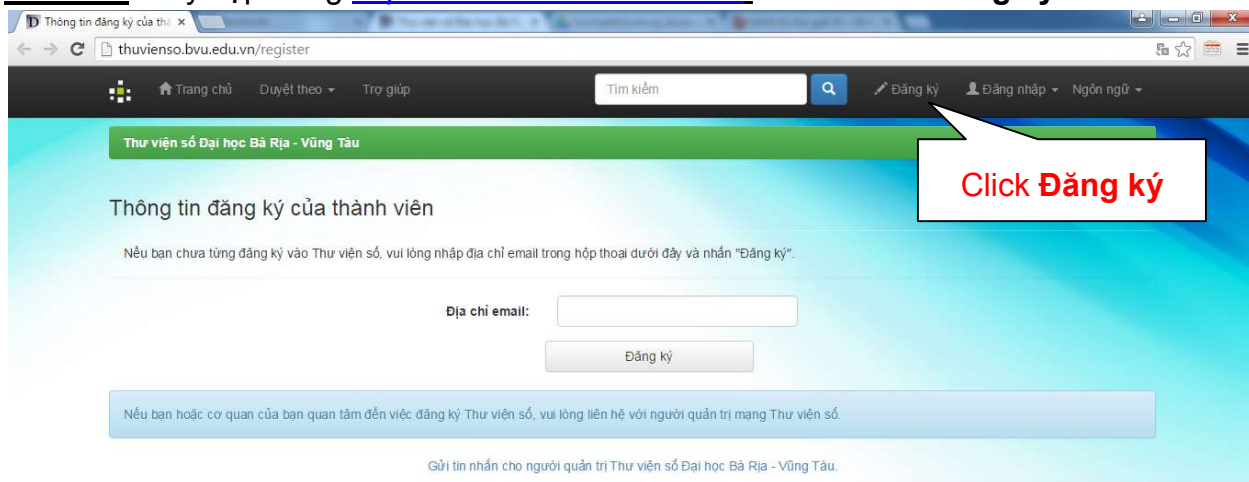 Thông tin đăng ký của thà
thuvienso.bvu.edu.vn/register
Trang chủ Duyệt theo Trợ giúp Tìm kiếm Đăng ký Đăng nhập Ngôn ngữ
Thư viện số Đại học Bà Rịa - Vũng Tàu
Click Đăng ký
Thông tin đăng ký của thành viên
Nếu bạn chưa từng đăng ký vào Thư viện số, vui lòng nhập địa chỉ email trong hộp thoại dưới đây và nhấn "Đăng ký".
Địa chỉ email:
Đăng ký
Nếu bạn hoặc cơ quan của bạn quan tâm đến việc đăng ký Thư viện số, vui lòng liên hệ với người quản trị mạng Thư viện số.
Gửi tin nhắn cho người quản trị Thư viện số Đại học Bà Rịa - Vũng Tàu.